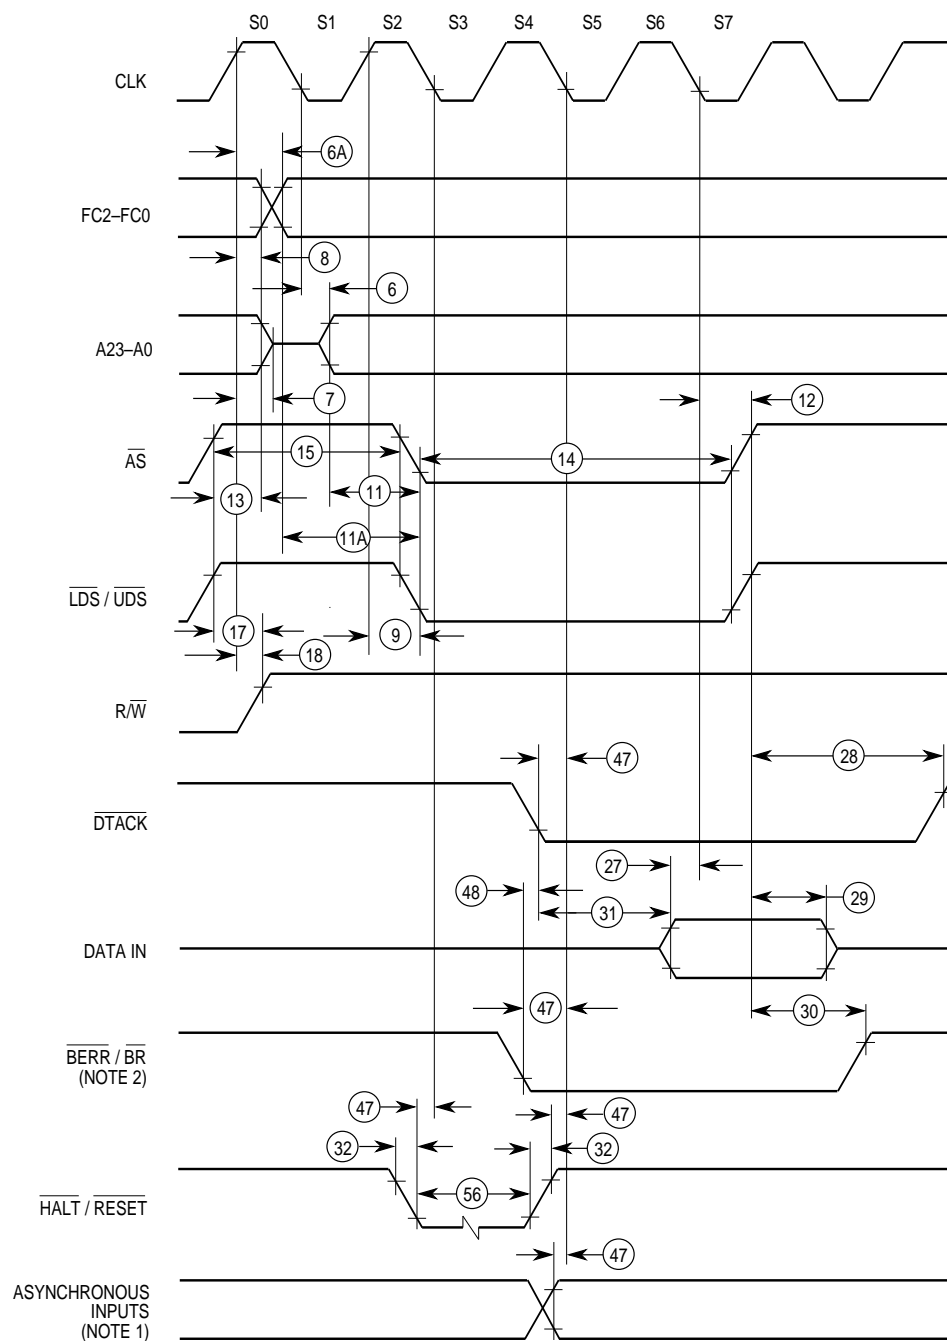 S0 S1 S2 S3 S4 S5 S6 S7
CLK
6A
FC2–FC0
8
6
A23–A0
7
12
AS
15
14
13
11
11A
LDS / UDS
17
9
18
R/W
47
28
DTACK
27
48
31
29
DATA IN
47
30
BERR / BR
(NOTE 2)
47
47
32
32
HALT / RESET
56
47
ASYNCHRONOUS
INPUTS
(NOTE 1)